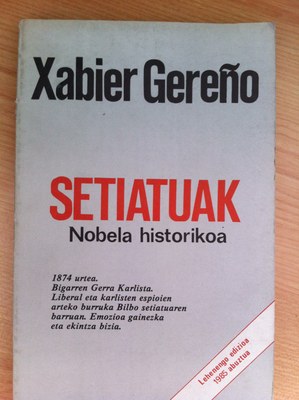 Xabier Gereño
SETIATUAK
Nobela historikoa
1874 urtea.
Bigarren Gerra Karlista.
Liberal eta karlisten espioien
arteko burruka Bilbo setiatuaren
barruan. Emozioa gainezka
eta ekintza bizia.
Lehenengo edizioa
1985 abuztua